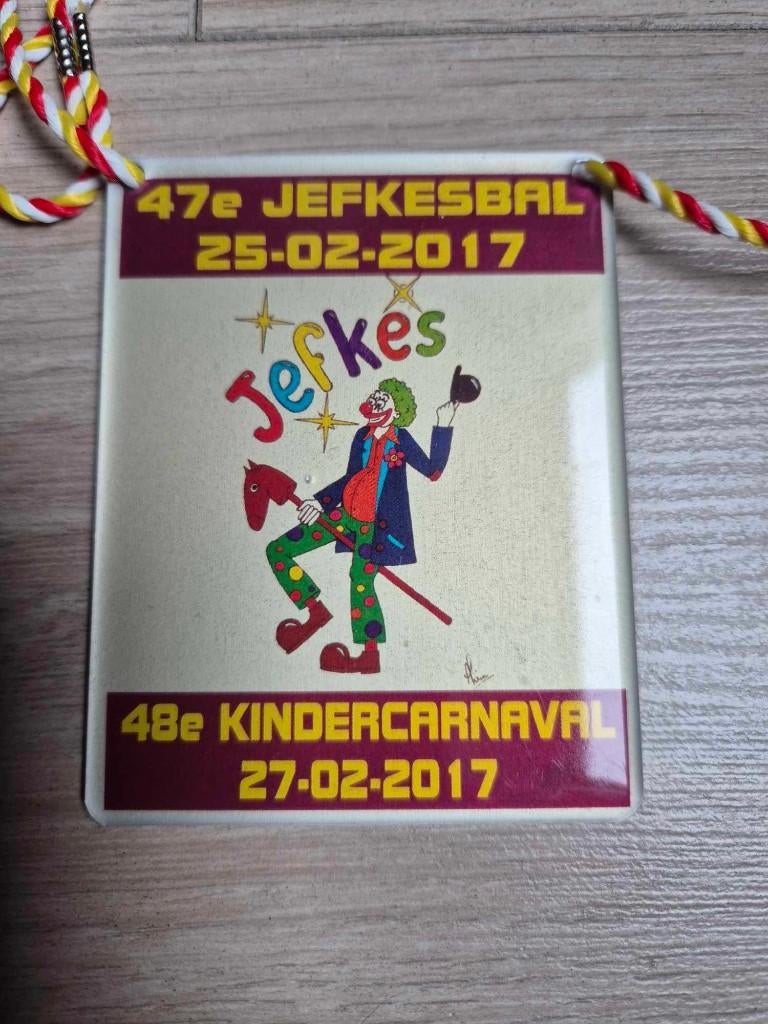 47e JEFKESBAL
25-02-2017
Jefkes
48e KINDERCARNAVAL
27-02-2017